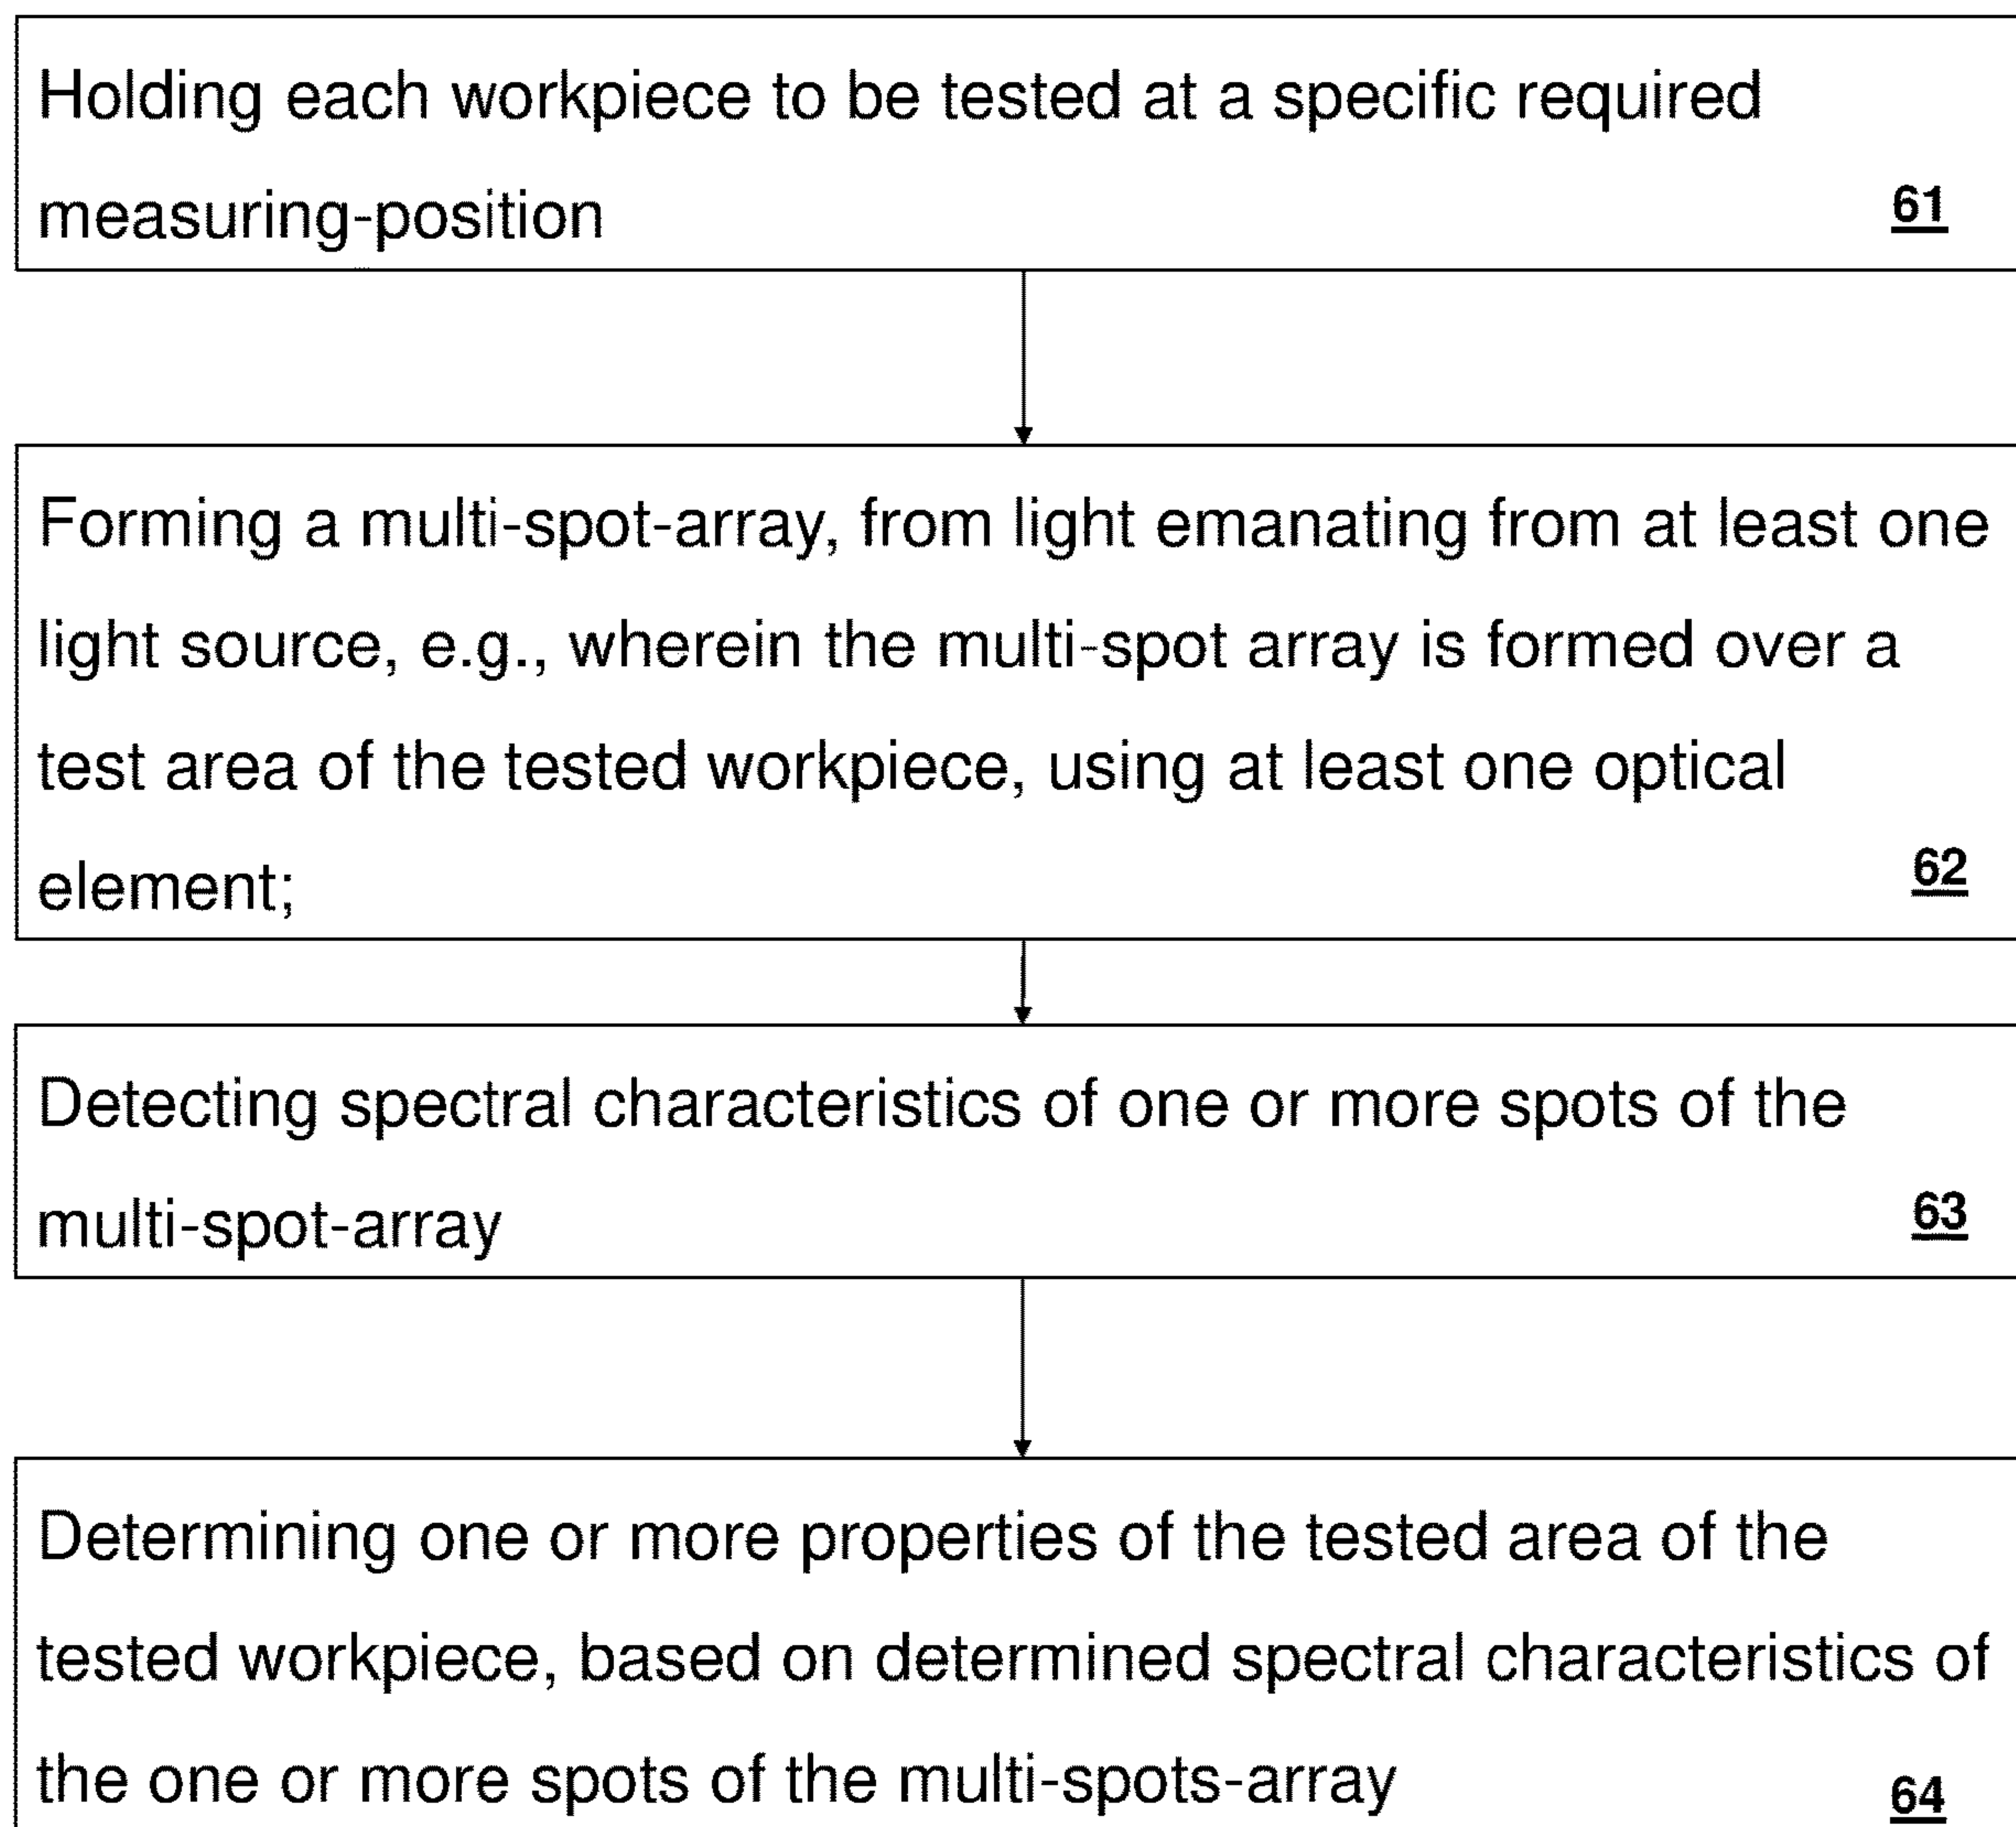 Holding each workpiece to be tested at a specific required
measuring-position
61
Forming a multi-spot-array, from light emanating from at least one
light source, e.g., wherein the multi-spot array is formed over a
test area of the tested workpiece, using at least one optical
element;
62
Detecting spectral characteristics of one or more spots of the
multi-spot-array
63
Determining one or more properties of the tested area of the
tested workpiece, based on determined spectral characteristics of
the one or more spots of the multi-spots-array
64